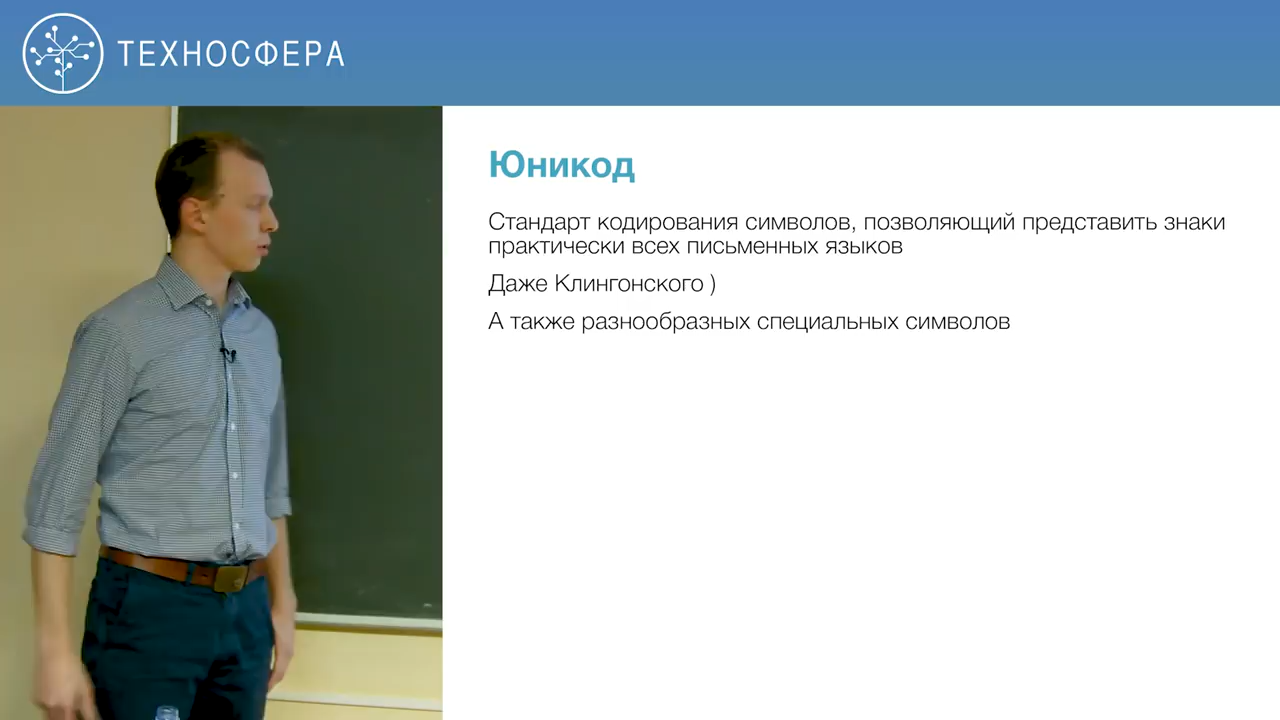 ТЕХНОСФЕРА
Юникод
Стандарт кодирования символов, позволяющий представить знаки
практически всех письменных языков
Даже Клингонского )
А также разнообразных специальных символов